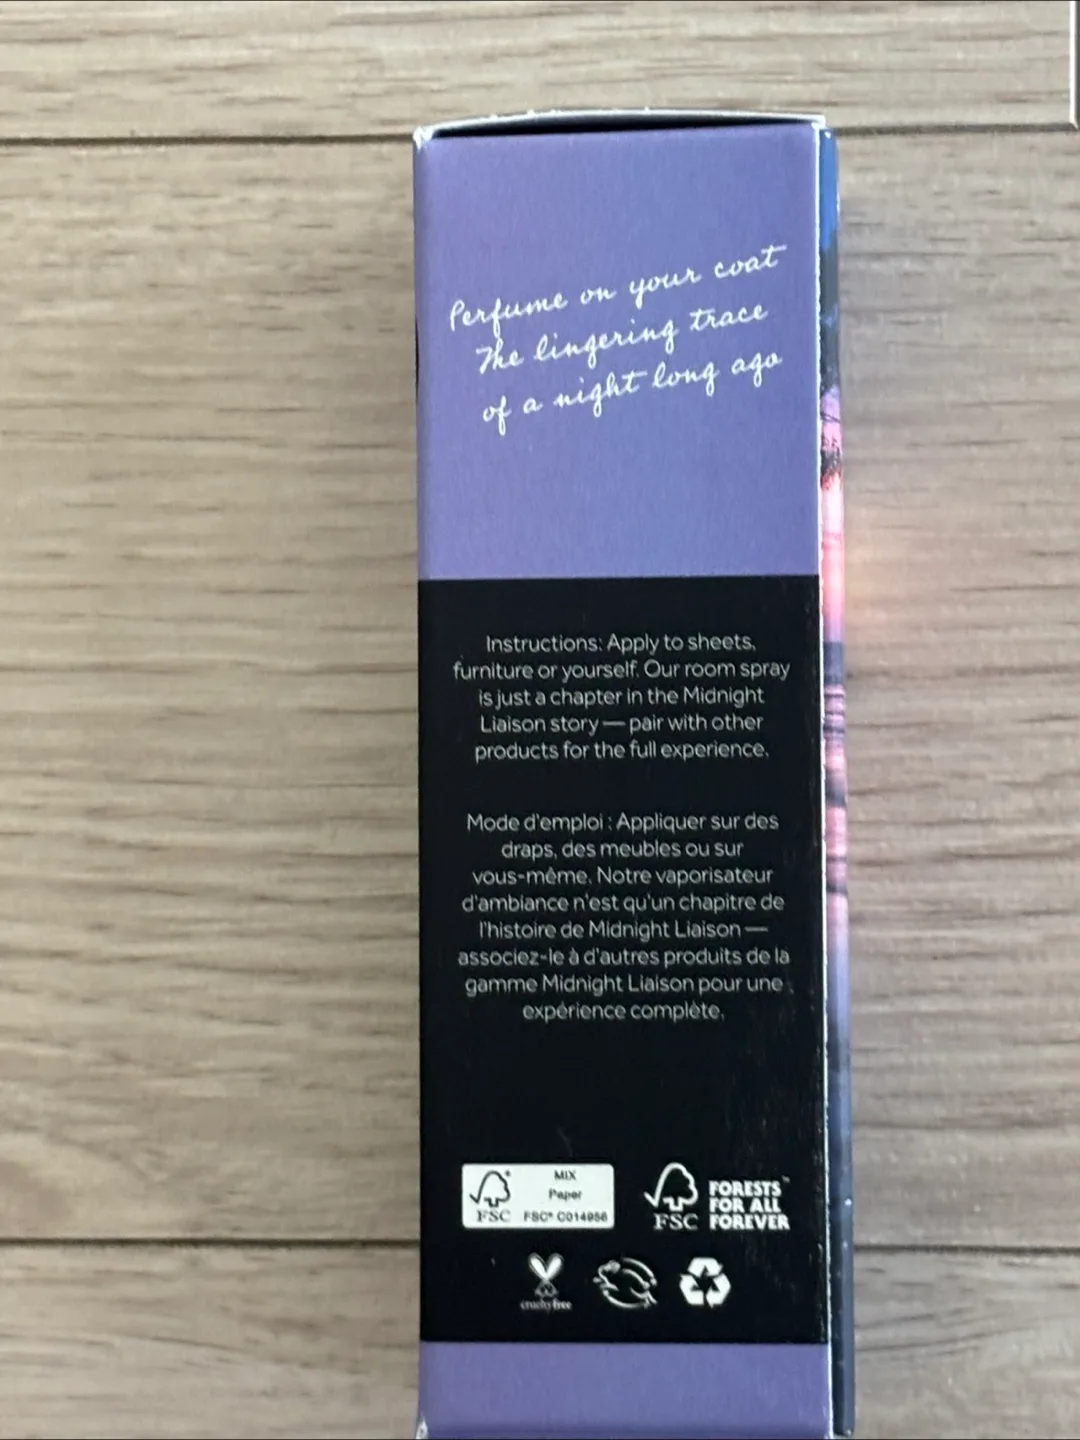 Perfume on your coat
The lingering trace
of a night long ago
Instructions: Apply to sheets,
furniture or yourself. Our room spray
is just a chapter in the Midnight
Liaison story — pair with other
products for the full experience.
Mode d'emploi : Appliquer sur des
draps, des meubles ou sur
vous-même. Notre vaporisateur
d'ambiance n'est qu'un chapitre de
l'histoire de Midnight Liaison —
associez-le à d'autres produits de la
gamme Midnight Liaison pour une
expérience complète.
MIX
Paper
FSC FSC® C014956
FORESTS™
FOR ALL
FSC FOREVER
cruelty free